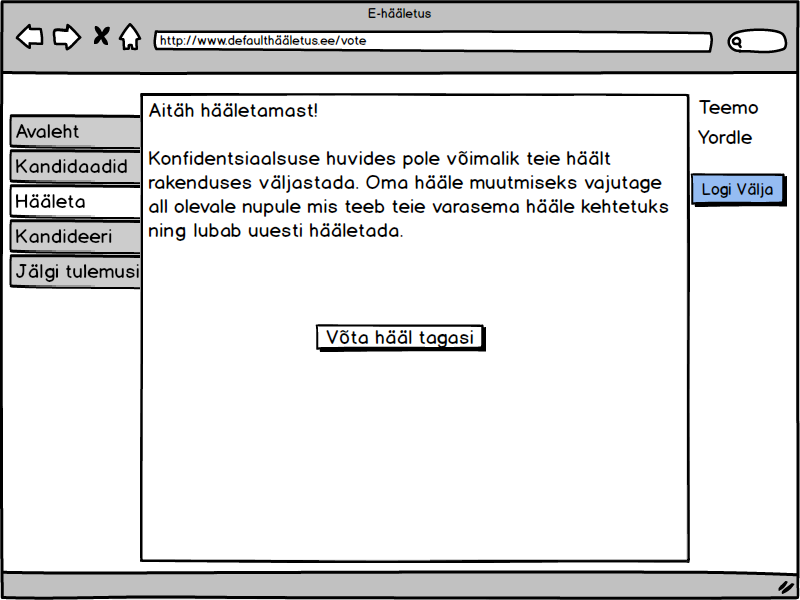 E-hääletus
http://www.defaulthääletus.ee/vote
Avaleht
Kandidaadid
Hääleta
Kandideeri
Jälgi tulemusi
Aitäh hääletamast!
Konfidentsiaalsuse huvides pole võimalik teie häält
rakenduses väljastada. Oma hääle muutmiseks vajutage
all olevale nupule mis teeb teie varasema hääle kehtetuks
ning lubab uuesti hääletada.
Võta hääl tagasi
Teemo
Yordle
Logi Välja